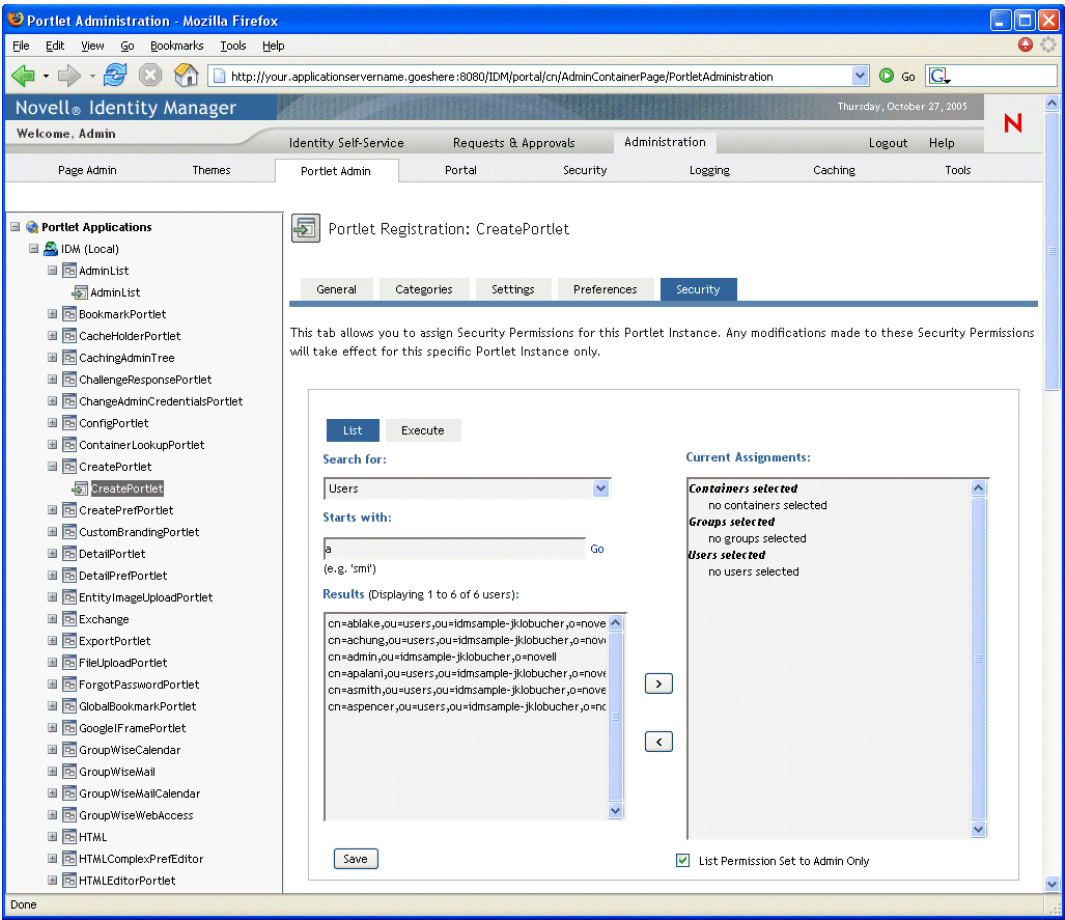 Portlet Administration - Mozilla Firefox
File Edit View Go Bookmarks Tools Help
http://your.applicationservername.goeshere:8080/IDM/portal/cn/AdminContainerPage/PortletAdministration Go G
Novell® Identity Manager
Thursday, October 27, 2005
N
Welcome, Admin
Identity Self-Service Requests & Approvals Administration Logout Help
Page Admin Themes Portlet Admin Portal Security Logging Caching Tools
Portlet Applications
IDM (Local)
AdminList
AdminList
BookmarkPortlet
CacheHolderPortlet
CachingAdminTree
ChallengeResponsePortlet
ChangeAdminCredentialsPortlet
ConfigPortlet
ContainerLookupPortlet
CreatePortlet
CreatePortlet
CreatePrefPortlet
CustomBrandingPortlet
DetailPortlet
DetailPrefPortlet
EntityImageUploadPortlet
Exchange
ExportPortlet
FileUploadPortlet
ForgotPasswordPortlet
GlobalBookmarkPortlet
GoogleIFramePortlet
GroupWiseCalendar
GroupWiseMail
GroupWiseMailCalendar
GroupWiseWebAccess
HTML
HTMLComplexPrefEditor
HTMLEditorPortlet
Portlet Registration: CreatePortlet
General Categories Settings Preferences Security
This tab allows you to assign Security Permissions for this Portlet Instance. Any modifications made to these Security Permissions
will take effect for this specific Portlet Instance only.
List Execute
Search for:
Users
Starts with:
a
Go
(e.g. 'smi')
Results (Displaying 1 to 6 of 6 users):
cn=ablake,ou=users,ou=idmsample-jklobucher,o=nove
cn=achung,ou=users,ou=idmsample-jklobucher,o=nov
cn=admin,ou=idmsample-jklobucher,o=novell
cn=apalani,ou=users,ou=idmsample-jklobucher,o=nove
cn=asmith,ou=users,ou=idmsample-jklobucher,o=nove
cn=aspencer,ou=users,ou=idmsample-jklobucher,o=no
>
<
Save
Current Assignments:
Containers selected
no containers selected
Groups selected
no groups selected
Users selected
no users selected
List Permission Set to Admin Only
Done